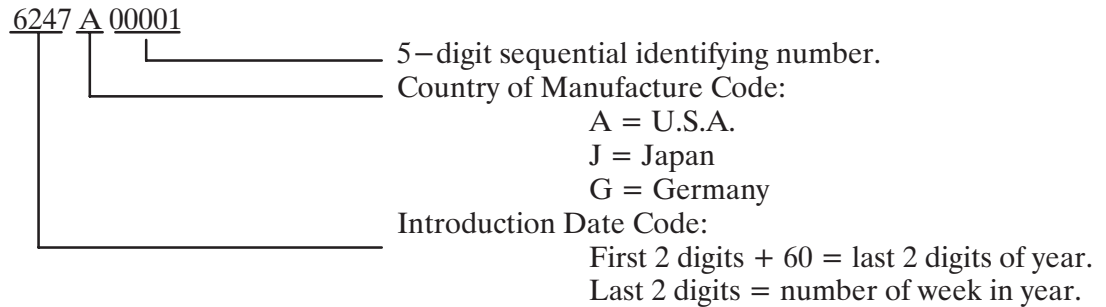 6247 A 00001
5−digit sequential identifying number.
Country of Manufacture Code:
A = U.S.A.
J = Japan
G = Germany
Introduction Date Code:
First 2 digits + 60 = last 2 digits of year.
Last 2 digits = number of week in year.